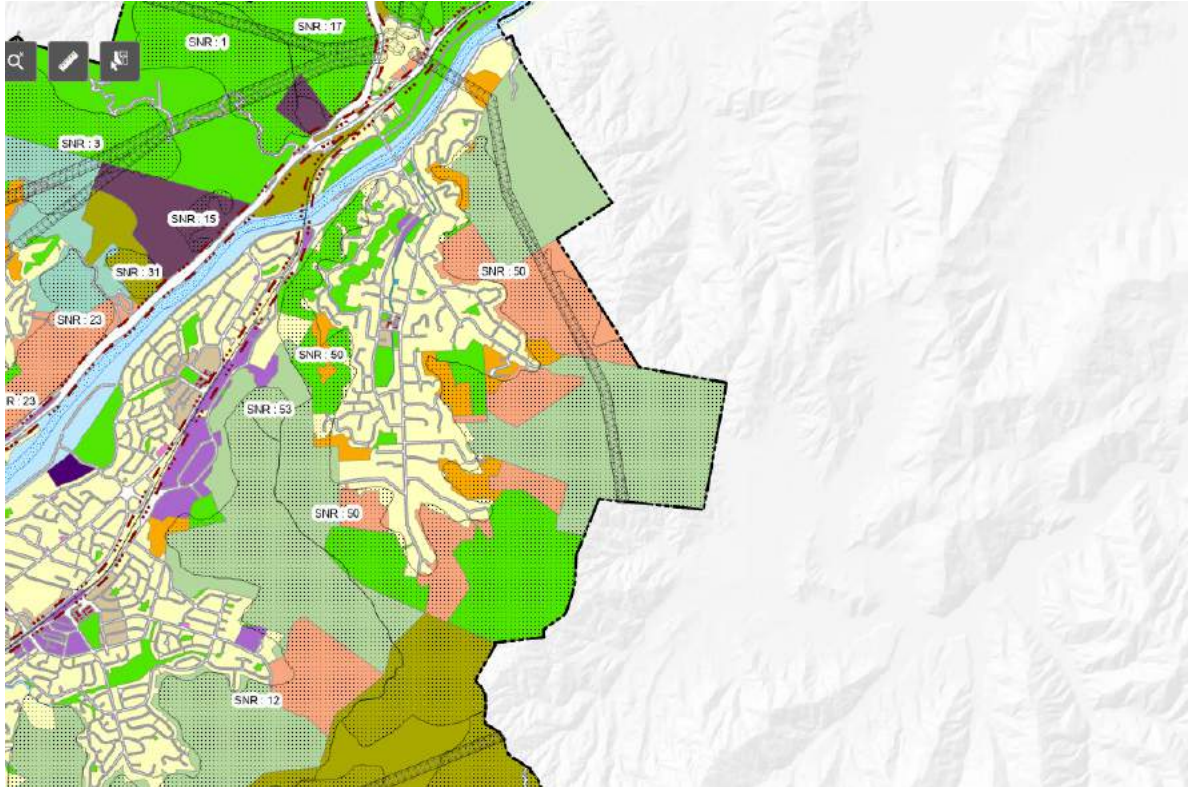 SNR : 17
SNR : 1
SNR : 3
SNR : 15
SNR : 31
SNR : 50
SNR : 23
SNR : 50
R : 23
SNR : 53
SNR : 50
SNR : 12